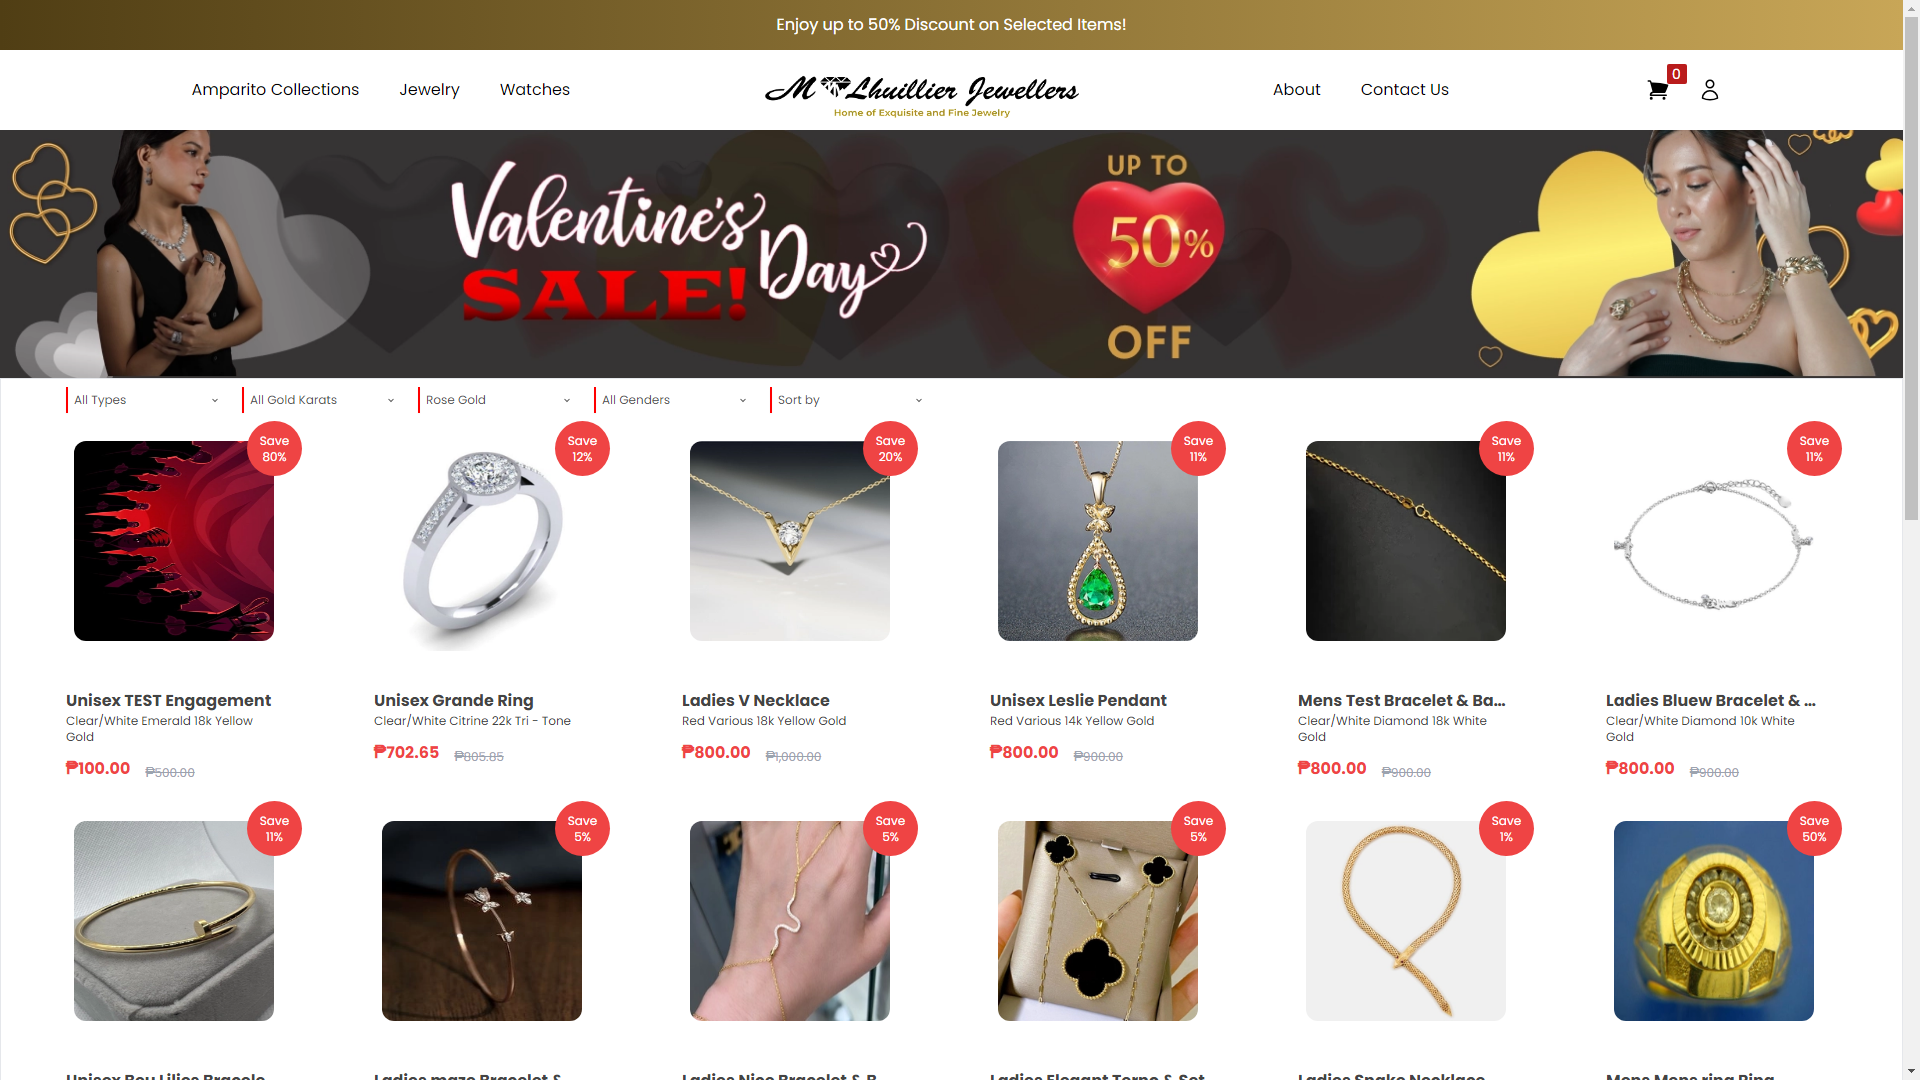 Enjoy up to 50% Discount on Selected Items!
Amparito Collections
Jewelry
Watches
M Lhuillier Jewellers
Home of Exquisite and Fine Jewelry
About
Contact Us
0
Valentine's
Day
SALE!
UP TO
50%
OFF
All Types
All Gold Karats
Rose Gold
All Genders
Sort by
Save
80%
Save
12%
Save
20%
Save
11%
Save
11%
Save
11%
Unisex TEST Engagement
Clear/White Emerald 18k Yellow
Gold
₱100.00 ₱500.00
Unisex Grande Ring
Clear/White Citrine 22k Tri - Tone
₱702.65 ₱805.85
Ladies V Necklace
Red Various 18k Yellow Gold
₱800.00 ₱1,000.00
Unisex Leslie Pendant
Red Various 14k Yellow Gold
₱800.00 ₱900.00
Mens Test Bracelet & Ba...
Clear/White Diamond 18k White
Gold
₱800.00 ₱900.00
Ladies Bluew Bracelet & ...
Clear/White Diamond 10k White
Gold
₱800.00 ₱900.00
Save
11%
Save
5%
Save
5%
Save
5%
Save
1%
Save
50%
Ladies Snake Necklace
Mens Mens ring Ring